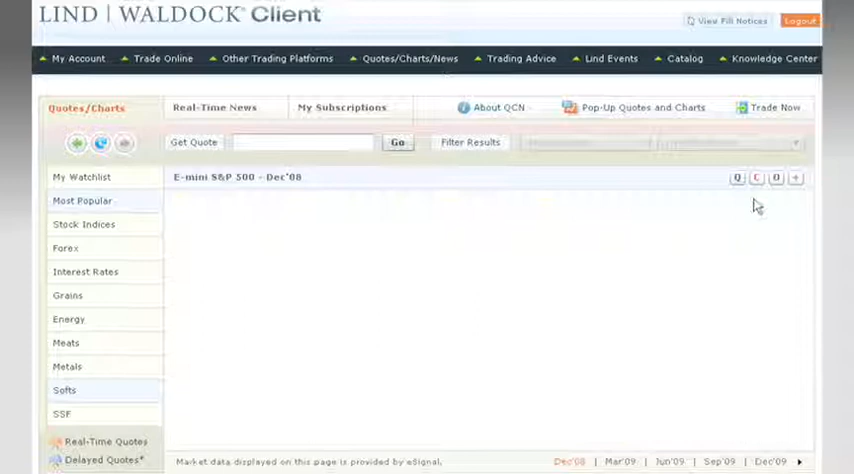 LIND | WALDOCK Client
View Fill Notices
Logout
My Account
Trade Online
Other Trading Platforms
Quotes/Charts/News
Trading Advice
Lind Events
Catalog
Knowledge Center
Quotes/Charts
Real-Time News
My Subscriptions
About QCN
Pop-Up Quotes and Charts
Trade Now
Get Quote
Go
Filter Results
My Watchlist
E-mini S&P 500 - Dec'08
Q C O +
Most Popular
Stock Indices
Forex
Interest Rates
Grains
Energy
Meats
Metals
Softs
SSF
Real-Time Quotes
Delayed Quotes*
Market data displayed on this page is provided by eSignal.
Dec'08 | Mar'09 | Jun'09 | Sep'09 | Dec'09